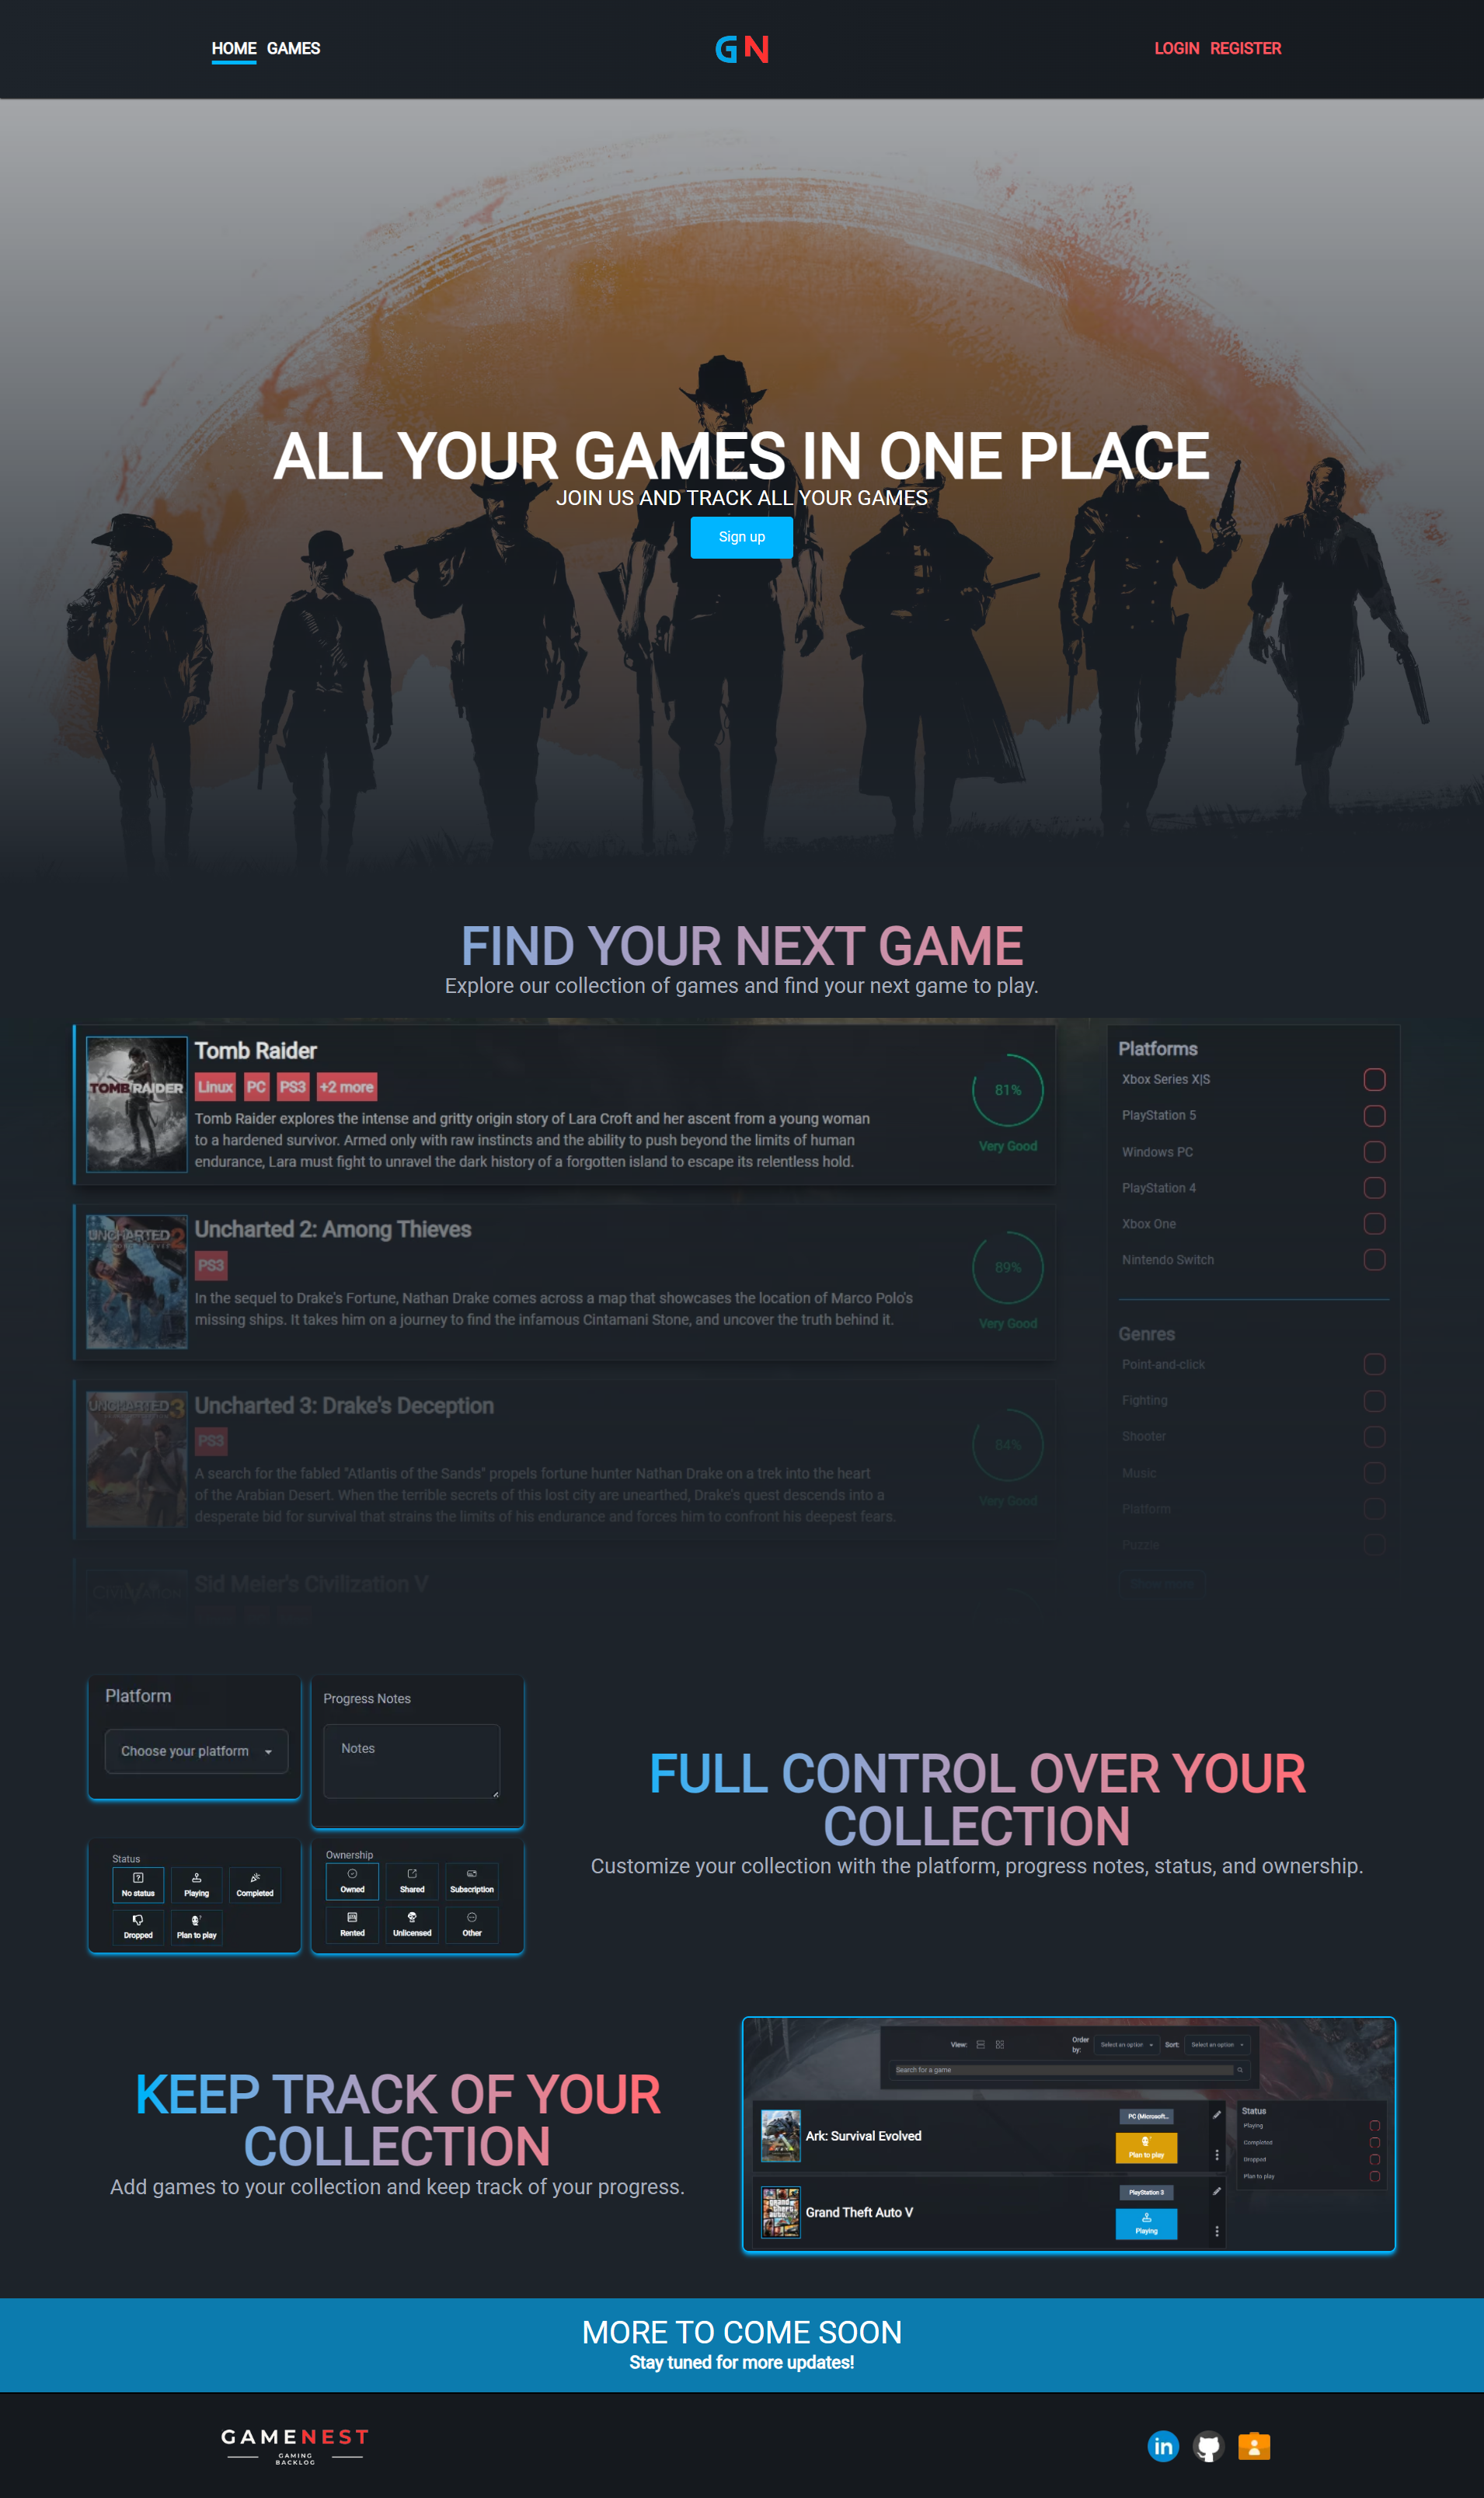 HOME GAMES
GN
LOGIN REGISTER
ALL YOUR GAMES IN ONE PLACE
JOIN US AND TRACK ALL YOUR GAMES
Sign up
FIND YOUR NEXT GAME
Explore our collection of games and find your next game to play.
TOMB RAIDER
Tomb Raider
Linux PC PS3 +2 more
Tomb Raider explores the intense and gritty origin story of Lara Croft and her ascent from a young woman
to a hardened survivor. Armed only with raw instincts and the ability to push beyond the limits of human
endurance, Lara must fight to unravel the dark history of a forgotten island to escape its relentless hold.
81%
Very Good
UNCHARTED 2
Uncharted 2: Among Thieves
PS3
In the sequel to Drake's Fortune, Nathan Drake comes across a map that showcases the location of Marco Polo's
missing ships. It takes him on a journey to find the infamous Cintamani Stone, and uncover the truth behind it.
89%
Very Good
UNCHARTED 3
Uncharted 3: Drake's Deception
PS3
A search for the fabled "Atlantis of the Sands" propels fortune hunter Nathan Drake on a trek into the heart
of the Arabian Desert. When the terrible secrets of this lost city are unearthed, Drake's quest descends into a
desperate bid for survival that strains the limits of his endurance and forces him to confront his deepest fears.
84%
Very Good
Sid Meier's Civilization V
Platforms
Xbox Series X|S
PlayStation 5
Windows PC
PlayStation 4
Xbox One
Nintendo Switch
Genres
Point-and-click
Fighting
Shooter
Music
Platform
Puzzle
Platform
Choose your platform
Progress Notes
Notes
Status
No status Playing Completed
Dropped Plan to play
Ownership
Owned Shared Subscription
Rented Unlicensed Other
FULL CONTROL OVER YOUR
COLLECTION
Customize your collection with the platform, progress notes, status, and ownership.
KEEP TRACK OF YOUR
COLLECTION
Add games to your collection and keep track of your progress.
View:
Order
by:
Select an option
Sort:
Select an option
Search for a game
Ark: Survival Evolved
PC (Microsoft...
Plan to play
grand
theft
auto
Grand Theft Auto V
PlayStation 3
Playing
Status
Playing
Completed
Dropped
Plan to play
MORE TO COME SOON
Stay tuned for more updates!
GAMENEST
GAMING
BACKLOG
in